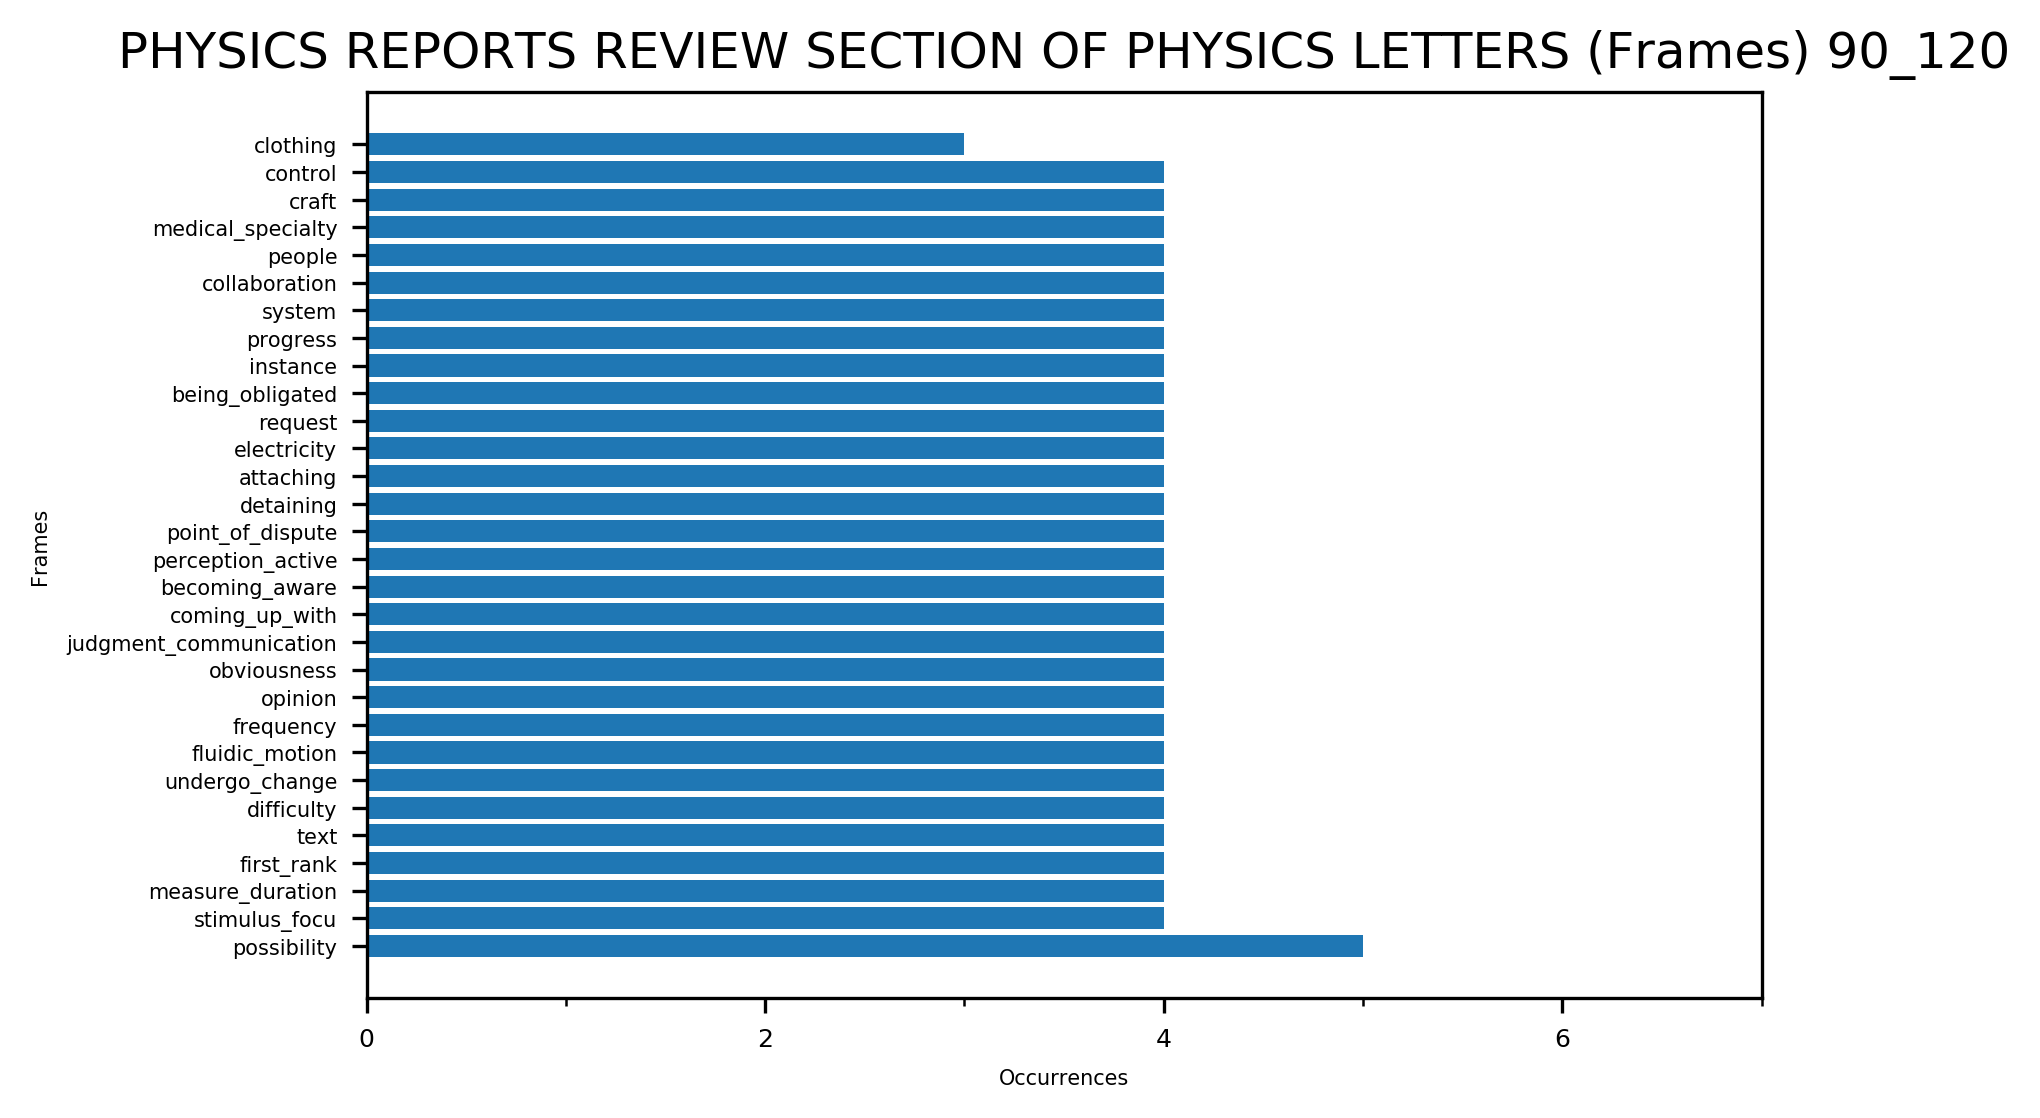 PHYSICS REPORTS REVIEW SECTION OF PHYSICS LETTERS (Frames) 90_120
clothing
control
craft
medical_specialty
people
collaboration
system
progress
instance
being_obligated
request
electricity
attaching
detaining
point_of_dispute
perception_active
becoming_aware
coming_up_with
judgment_communication
obviousness
opinion
frequency
fluidic_motion
undergo_change
difficulty
text
first_rank
measure_duration
stimulus_focu
possibility
Frames
0 2 4 6
Occurrences